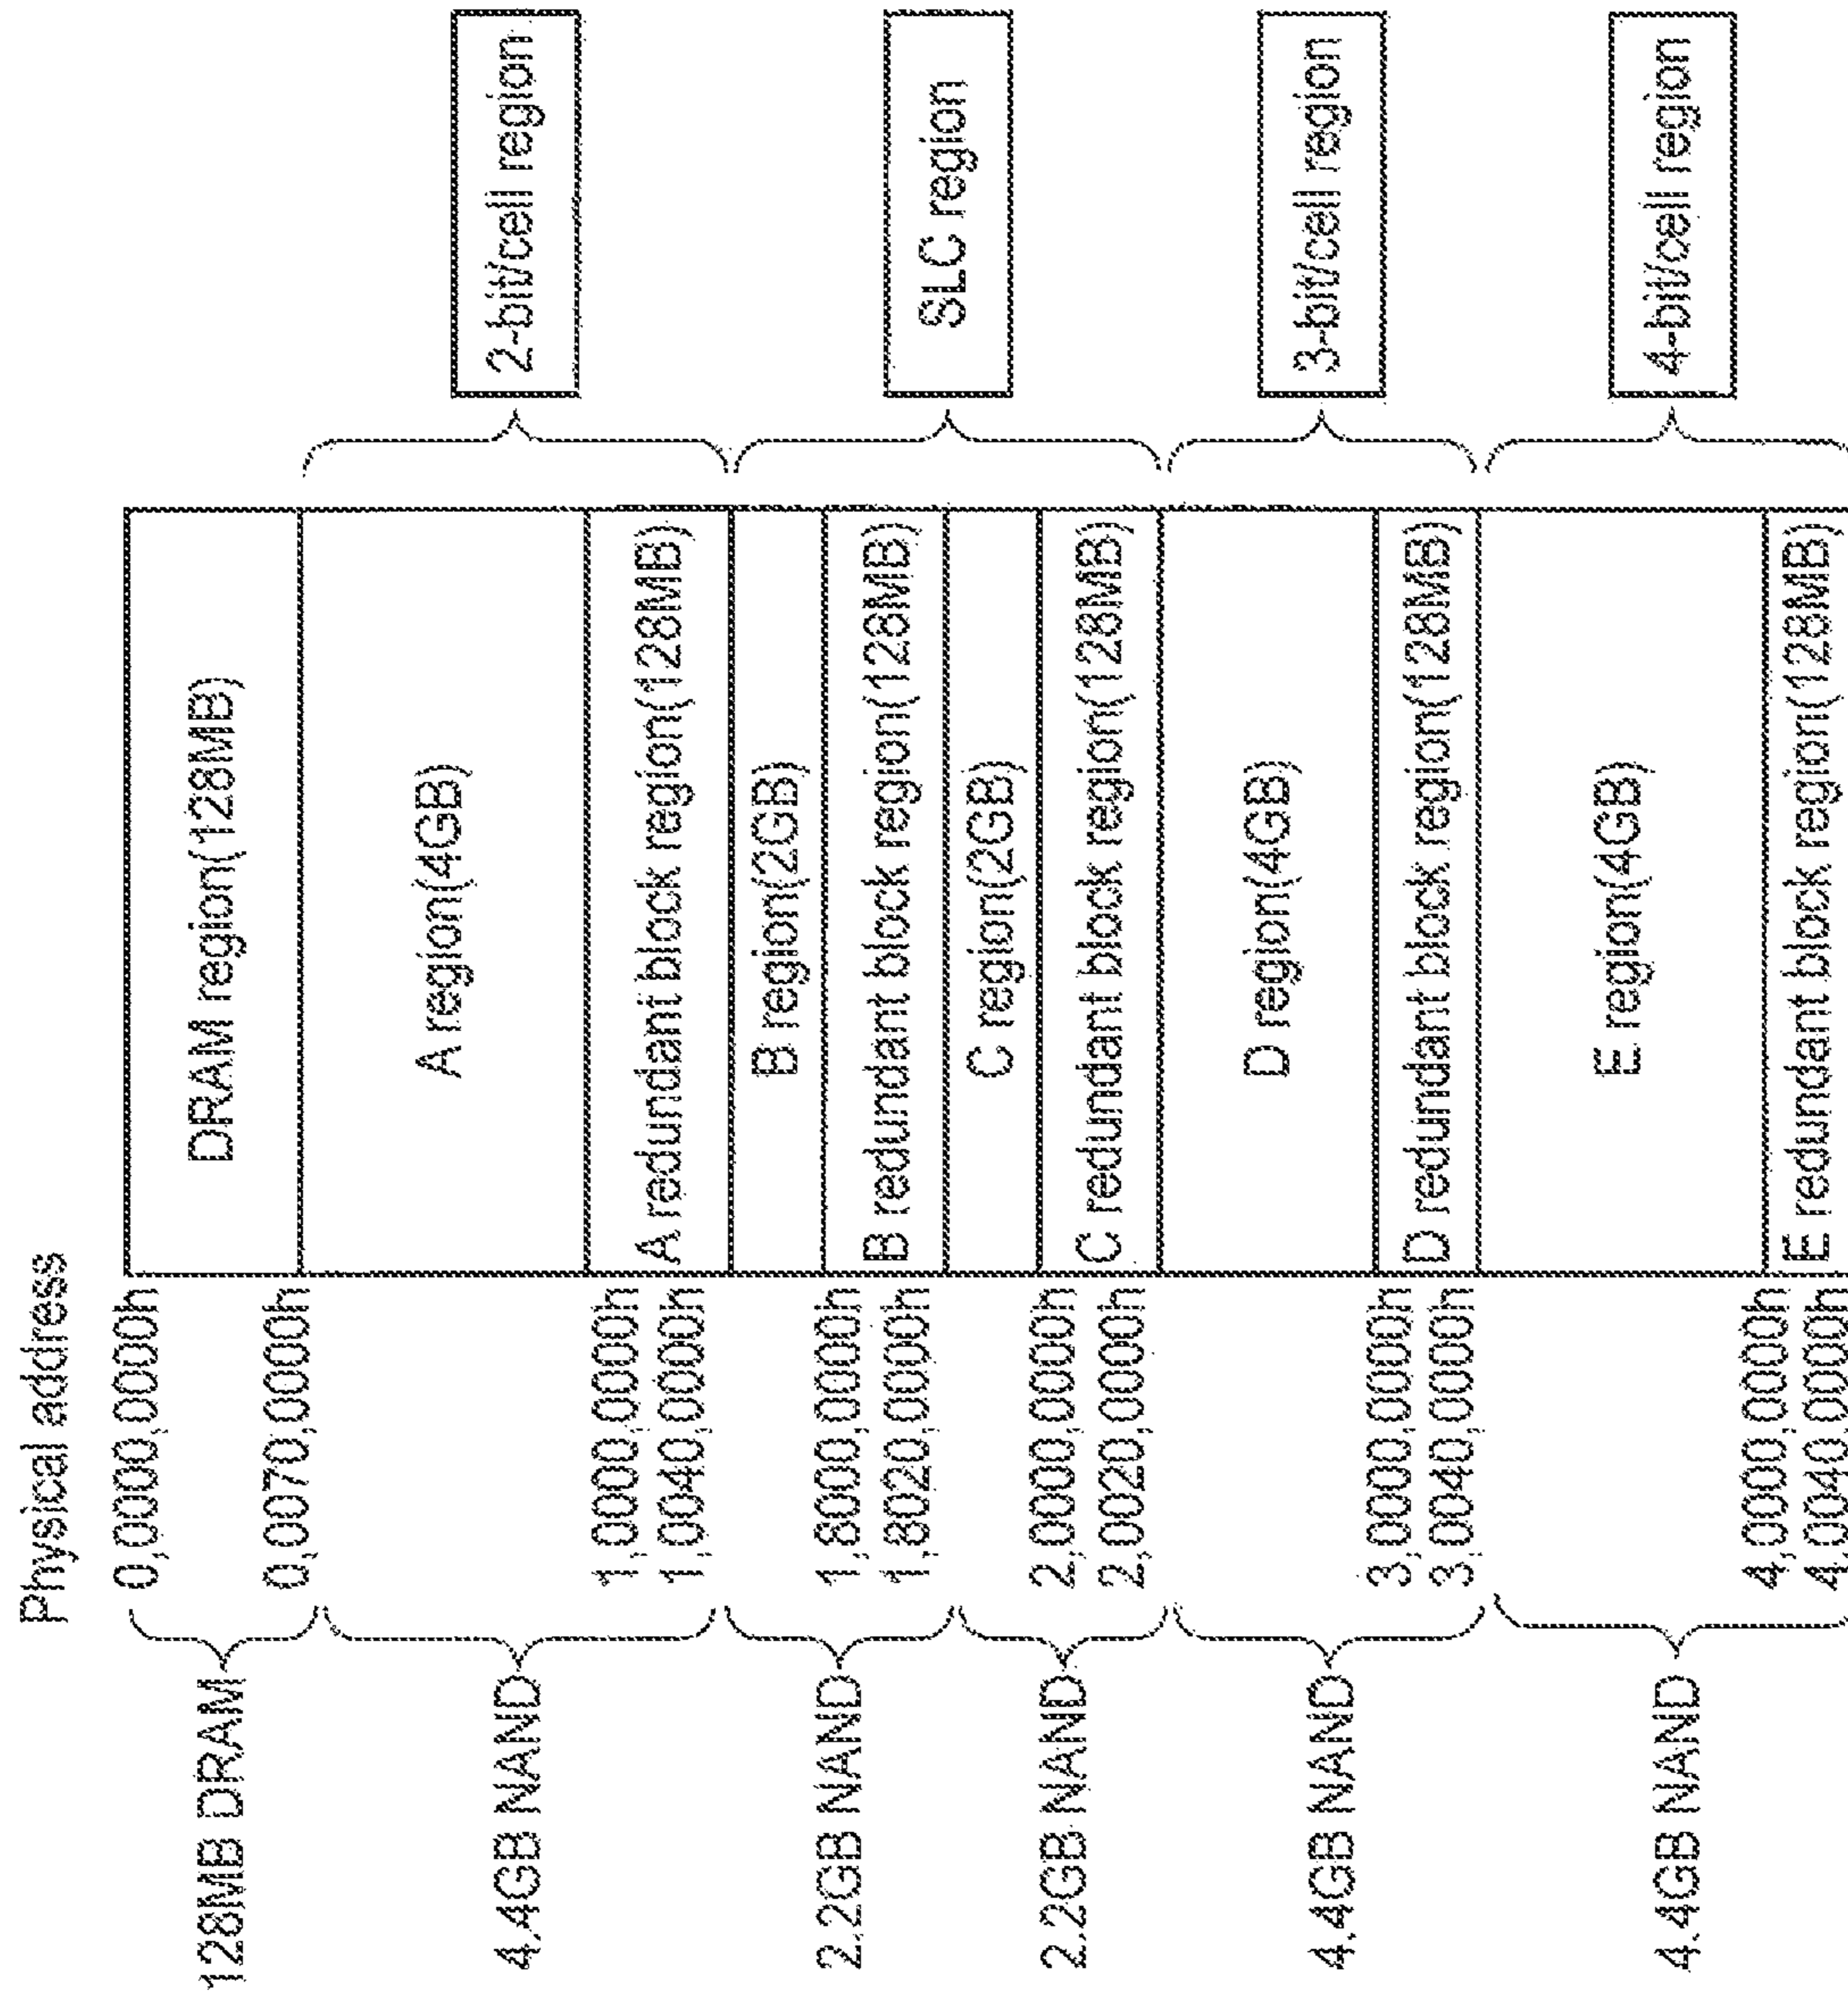 Physical address
128MB DRAM
0,0000,0000h
0,0070,0000h
DRAM region(128MB)
4.4GB NAND
1,0000,0000h
1,0040,0000h
A region(4GB)
A redundant block region(128MB)
2-bit/cell region
2.2GB NAND
1,8000,0000h
1,8020,0000h
B region(2GB)
B redundant block region(128MB)
2.2GB NAND
2,0000,0000h
2,0020,0000h
C region(2GB)
C redundant block region(128MB)
SLC region
4.4GB NAND
3,0000,0000h
3,0040,0000h
D region(4GB)
D redundant block region(128MB)
3-bit/cell region
4.4GB NAND
4,0000,0000h
4,0040,0000h
E region(4GB)
E redundant block region(128MB)
4-bit/cell region